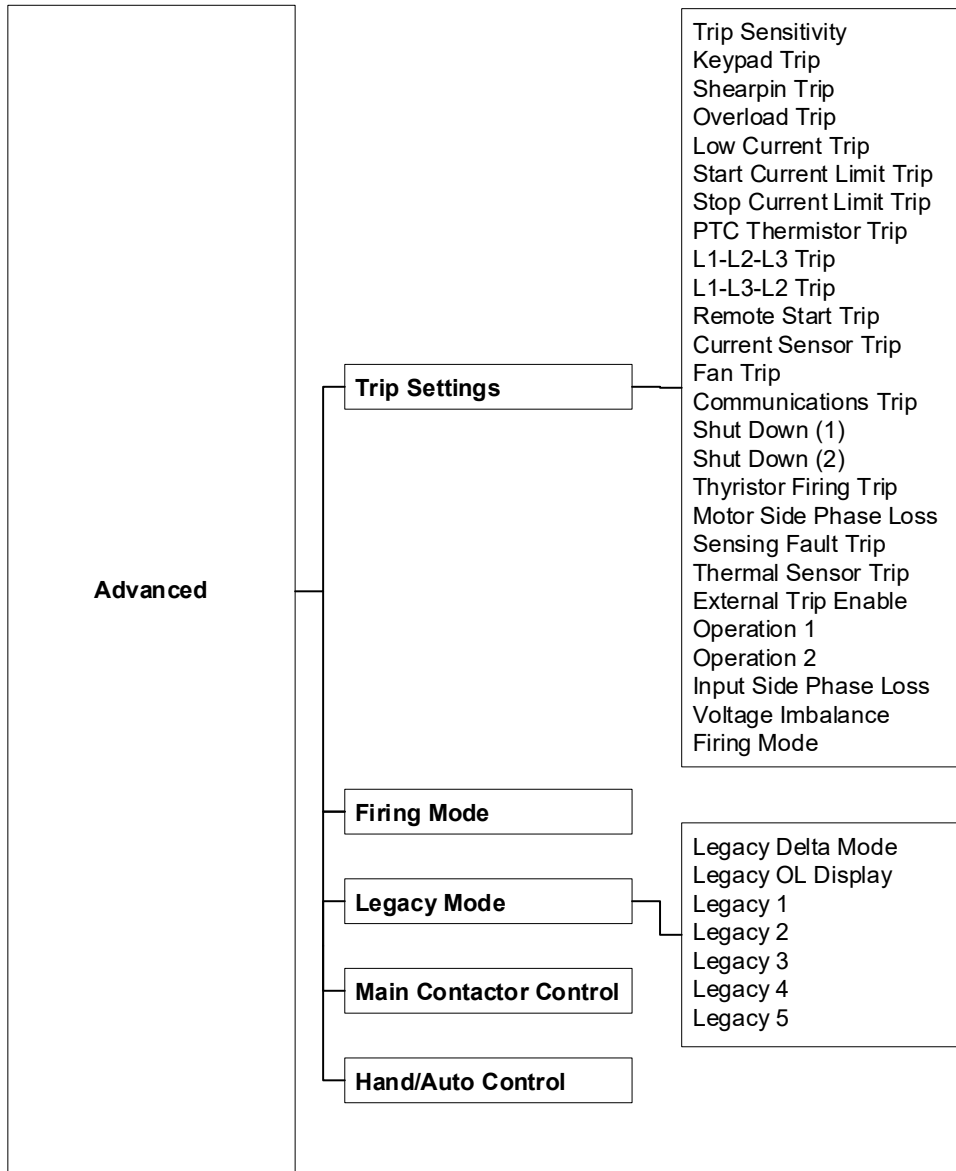 Advanced
Trip Settings
Trip Sensitivity
Keypad Trip
Shearpin Trip
Overload Trip
Low Current Trip
Start Current Limit Trip
Stop Current Limit Trip
PTC Thermistor Trip
L1-L2-L3 Trip
L1-L3-L2 Trip
Remote Start Trip
Current Sensor Trip
Fan Trip
Communications Trip
Shut Down (1)
Shut Down (2)
Thyristor Firing Trip
Motor Side Phase Loss
Sensing Fault Trip
Thermal Sensor Trip
External Trip Enable
Operation 1
Operation 2
Input Side Phase Loss
Voltage Imbalance
Firing Mode
Firing Mode
Legacy Mode
Legacy Delta Mode
Legacy OL Display
Legacy 1
Legacy 2
Legacy 3
Legacy 4
Legacy 5
Main Contactor Control
Hand/Auto Control